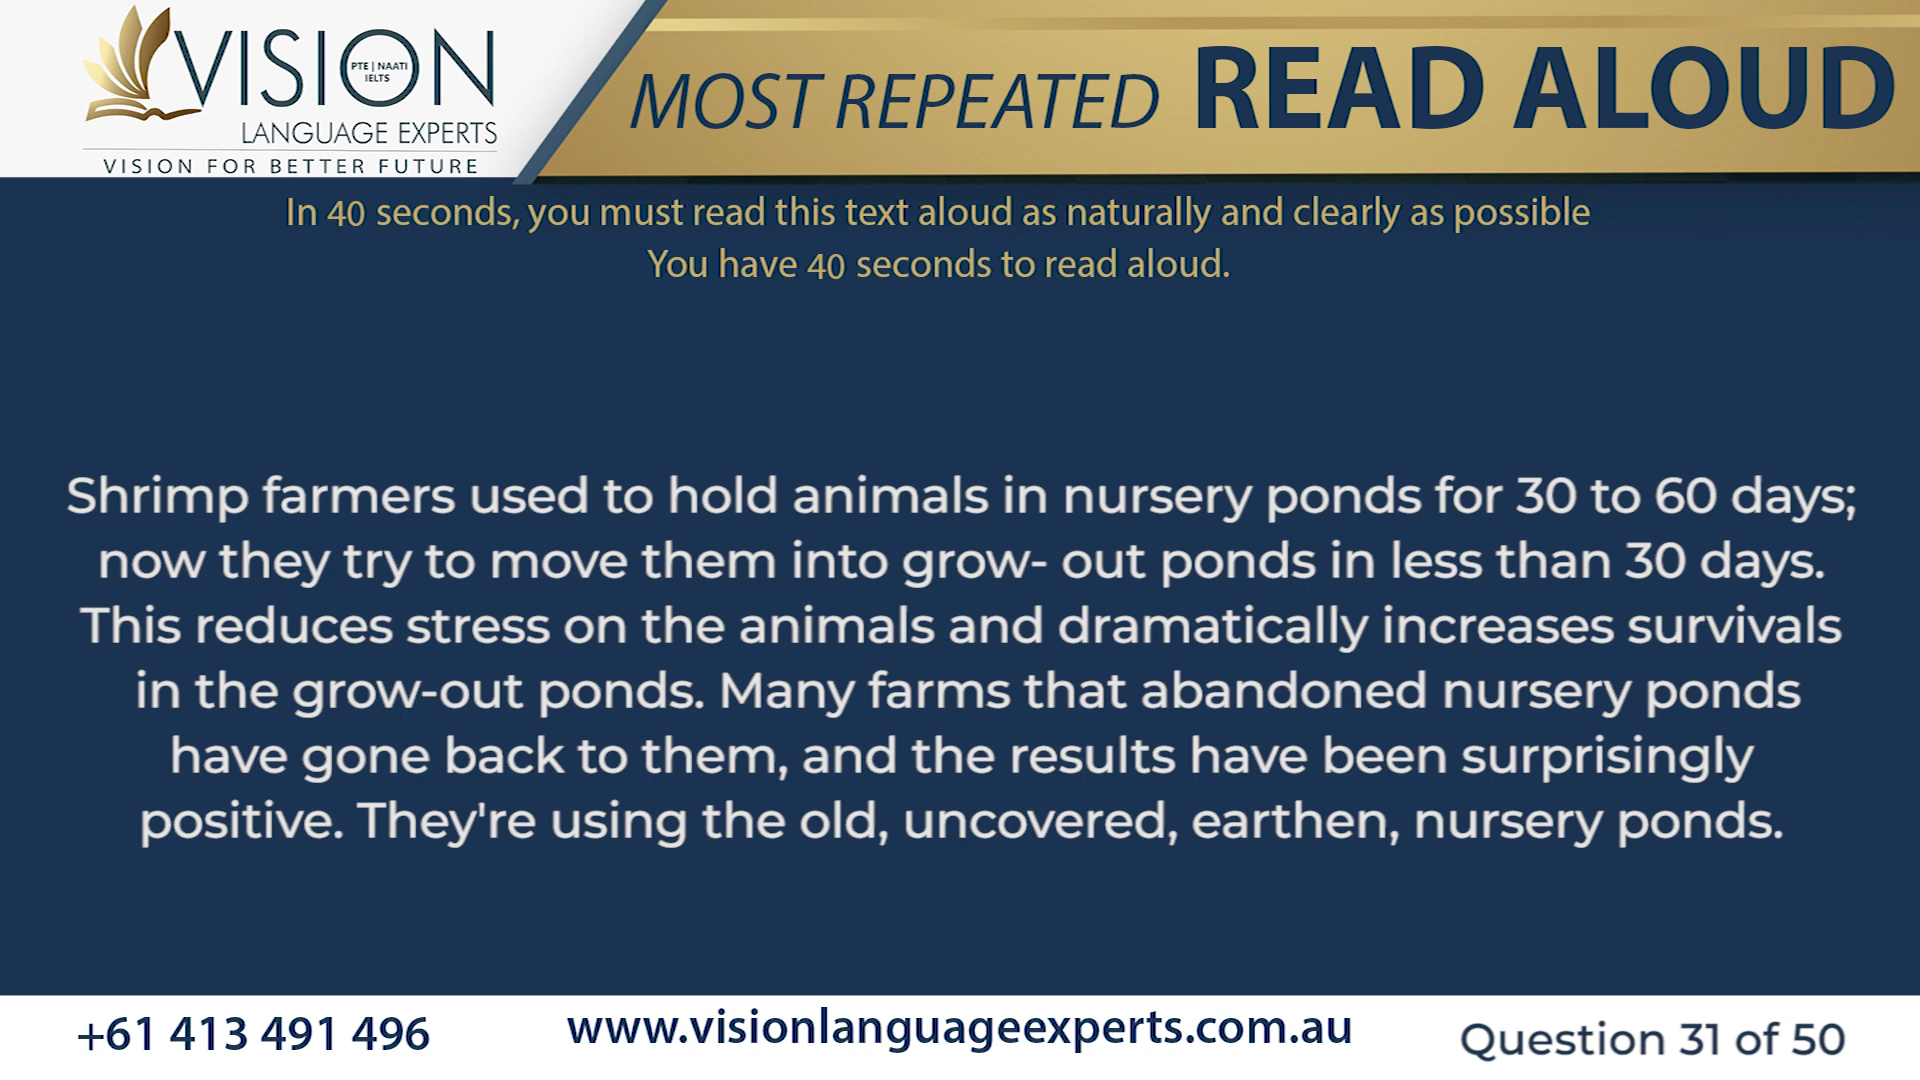 VISION
PTE | NAATI
IELTS
LANGUAGE EXPERTS
VISION FOR BETTER FUTURE
MOST REPEATED READ ALOUD
In 40 seconds, you must read this text aloud as naturally and clearly as possible
You have 40 seconds to read aloud.
Shrimp farmers used to hold animals in nursery ponds for 30 to 60 days;
now they try to move them into grow- out ponds in less than 30 days.
This reduces stress on the animals and dramatically increases survivals
in the grow-out ponds. Many farms that abandoned nursery ponds
have gone back to them, and the results have been surprisingly
positive. They're using the old, uncovered, earthen, nursery ponds.
+61 413 491 496
www.visionlanguageexperts.com.au
Question 31 of 50